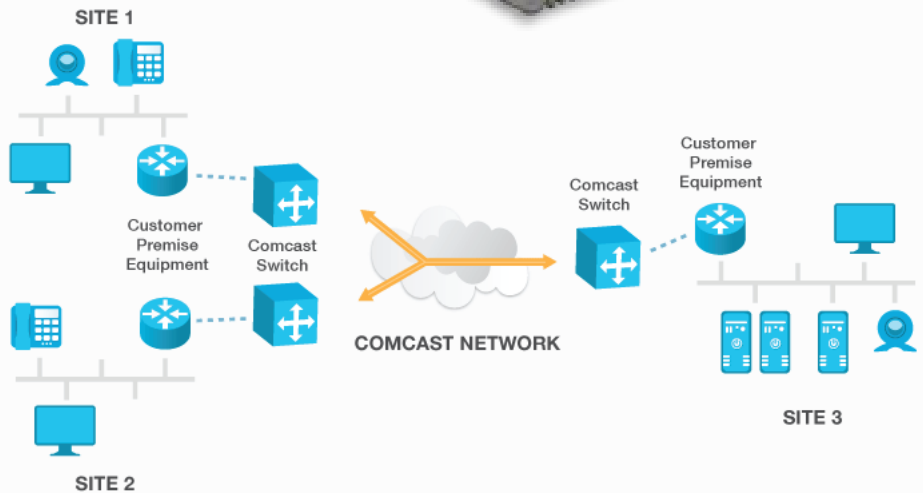 SITE 1
Customer
Premise
Equipment
Comcast
Switch
Customer
Premise
Equipment
Comcast
Switch
COMCAST NETWORK
SITE 3
SITE 2